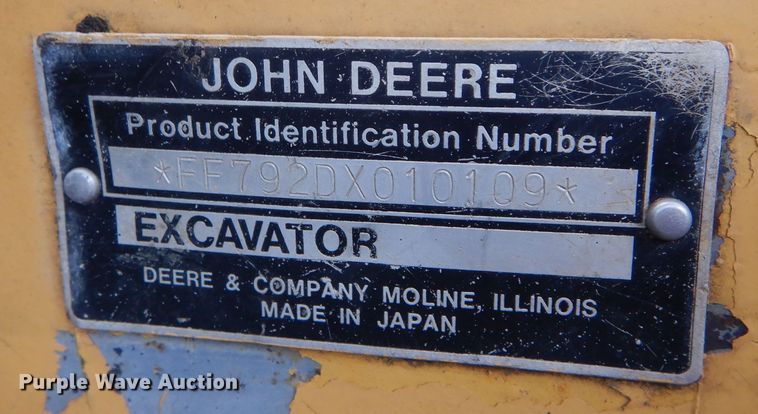 JOHN DEERE
Product Identification Number
*FF792DX010109*
EXCAVATOR
DEERE & COMPANY MOLINE, ILLINOIS
MADE IN JAPAN
Purple Wave Auction